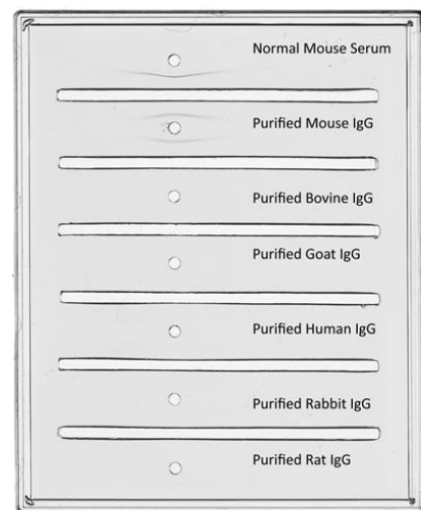 Normal Mouse Serum
Purified Mouse IgG
Purified Bovine IgG
Purified Goat IgG
Purified Human IgG
Purified Rabbit IgG
Purified Rat IgG